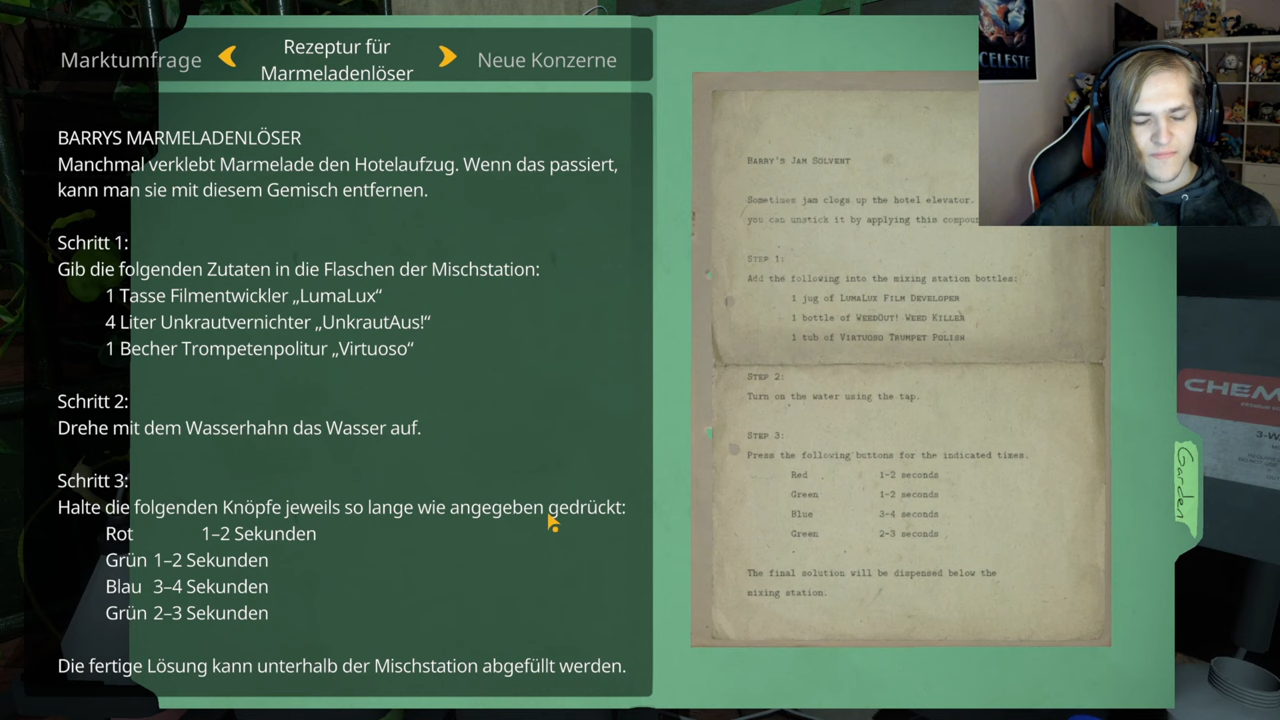 Marktumfrage
Rezeptur für
Marmeladenlöser
Neue Konzerne
BARRYS MARMELADENLÖSER
Manchmal verklebt Marmelade den Hotelaufzug. Wenn das passiert,
kann man sie mit diesem Gemisch entfernen.
Schritt 1:
Gib die folgenden Zutaten in die Flaschen der Mischstation:
1 Tasse Filmentwickler „LumaLux“
4 Liter Unkrautvernichter „UnkrautAus!“
1 Becher Trompetenpolitur „Virtuoso“
Schritt 2:
Drehe mit dem Wasserhahn das Wasser auf.
Schritt 3:
Halte die folgenden Knöpfe jeweils so lange wie angegeben gedrückt:
Rot 1–2 Sekunden
Grün 1–2 Sekunden
Blau 3–4 Sekunden
Grün 2–3 Sekunden
Die fertige Lösung kann unterhalb der Mischstation abgefüllt werden.
BARRY'S JAM SOLVENT
Sometimes jam clogs up the hotel elevator.
you can unstick it by applying this
STEP 1:
Add the following into the mixing station bottles:
1 jug of LUMALUX FILM DEVELOPER
1 bottle of WEEDOUT! WEED KILLER
1 tub of VIRTUOSO TRUMPET POLISH
STEP 2:
Turn on the water using the tap.
STEP 3:
Press the following buttons for the indicated times.
Red 1-2 seconds
Green 1-2 seconds
Blue 3-4 seconds
Green 2-3 seconds
The final solution will be dispensed below the
mixing station.
CELESTE
CHEM
3-W
Garden